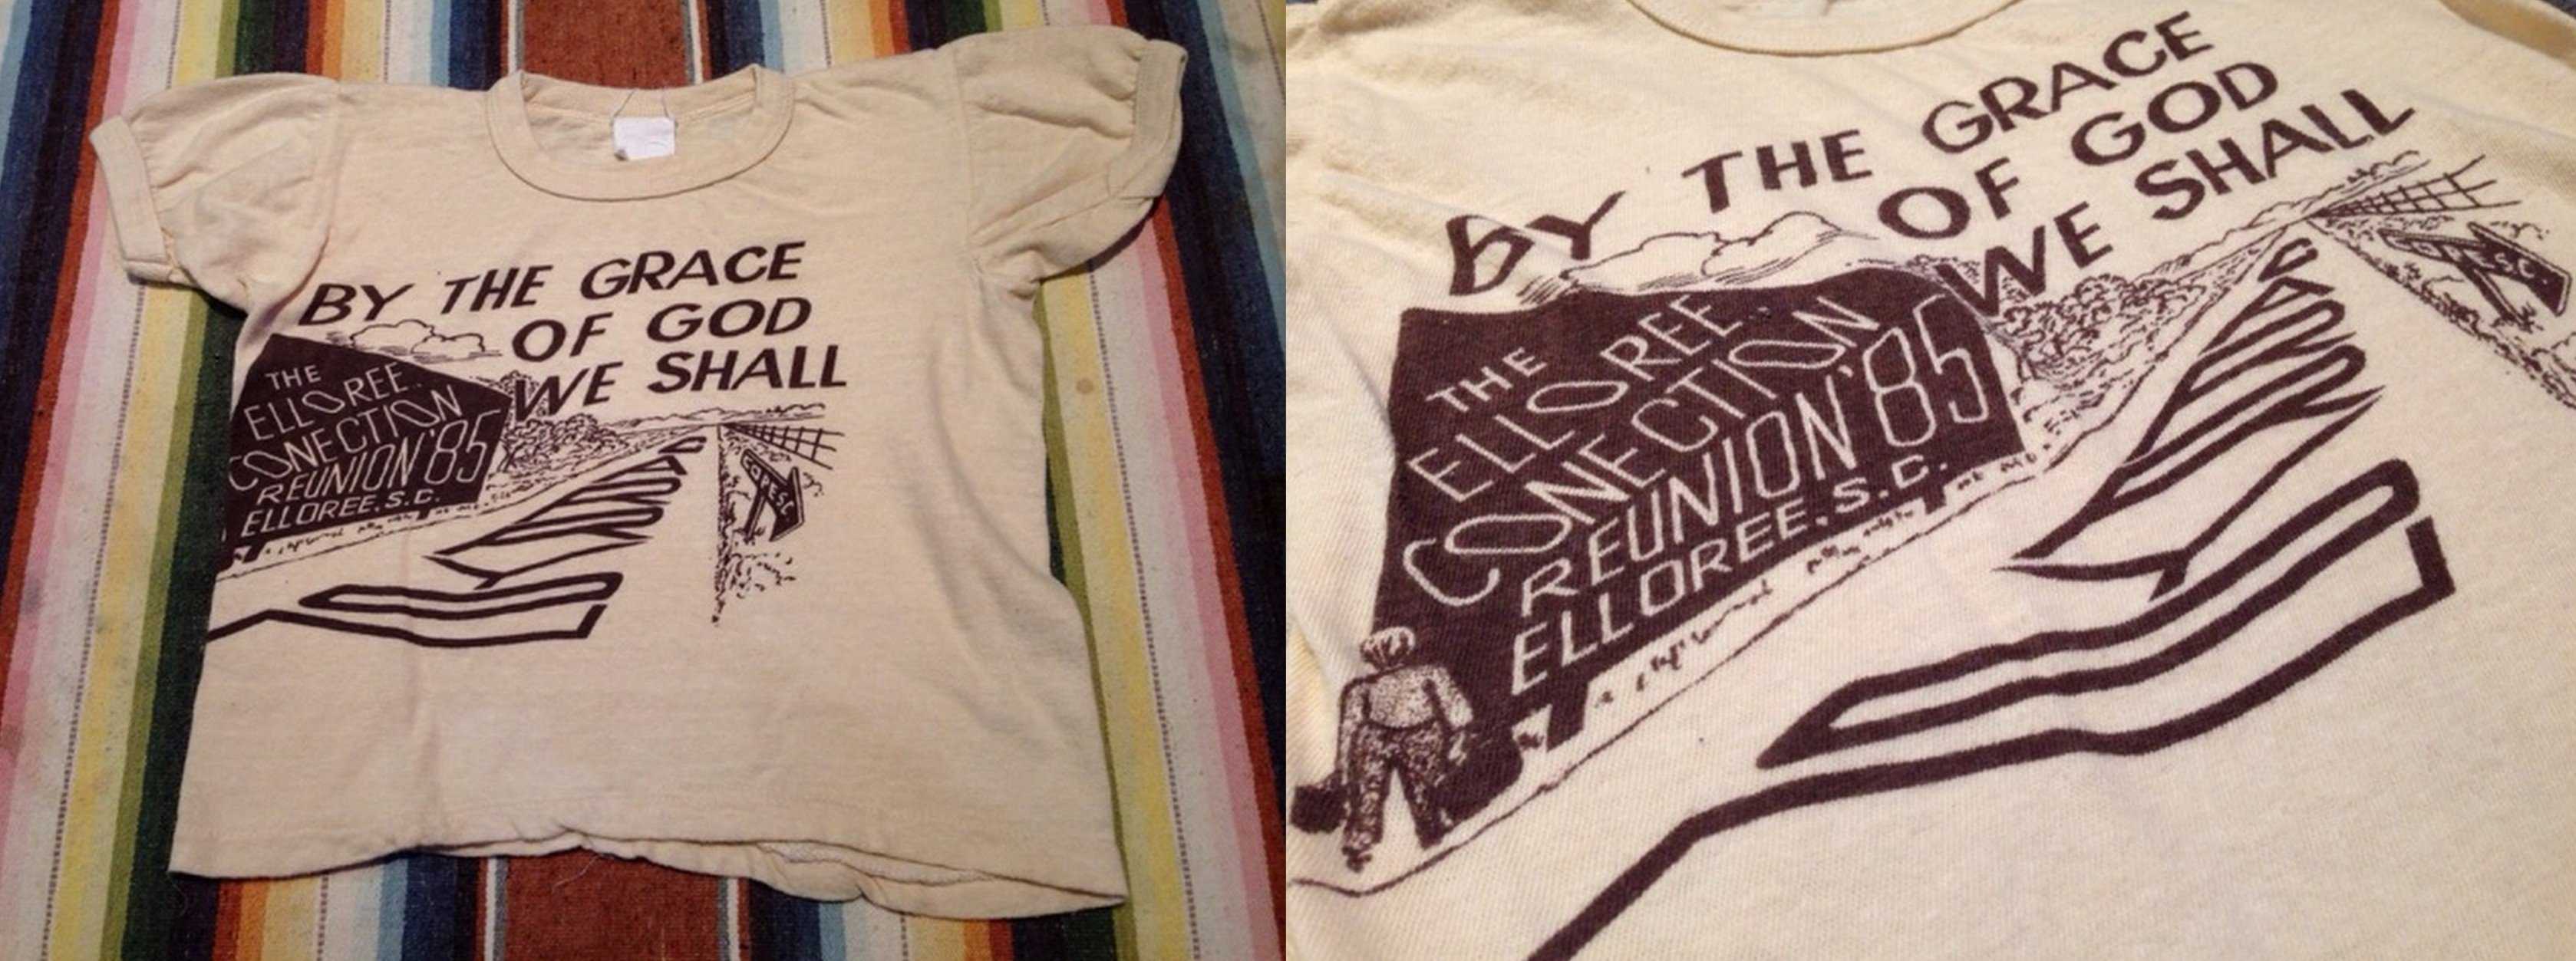 BY THE GRACE
OF GOD
WE SHALL
THE
ELLOREE
CONECTION
REUNION '85
ELLOREE. S.C.
BY THE GRACE
OF GOD
WE SHALL
THE
ELLOREE
CONECTION
REUNION '85
ELLOREE. S.C.